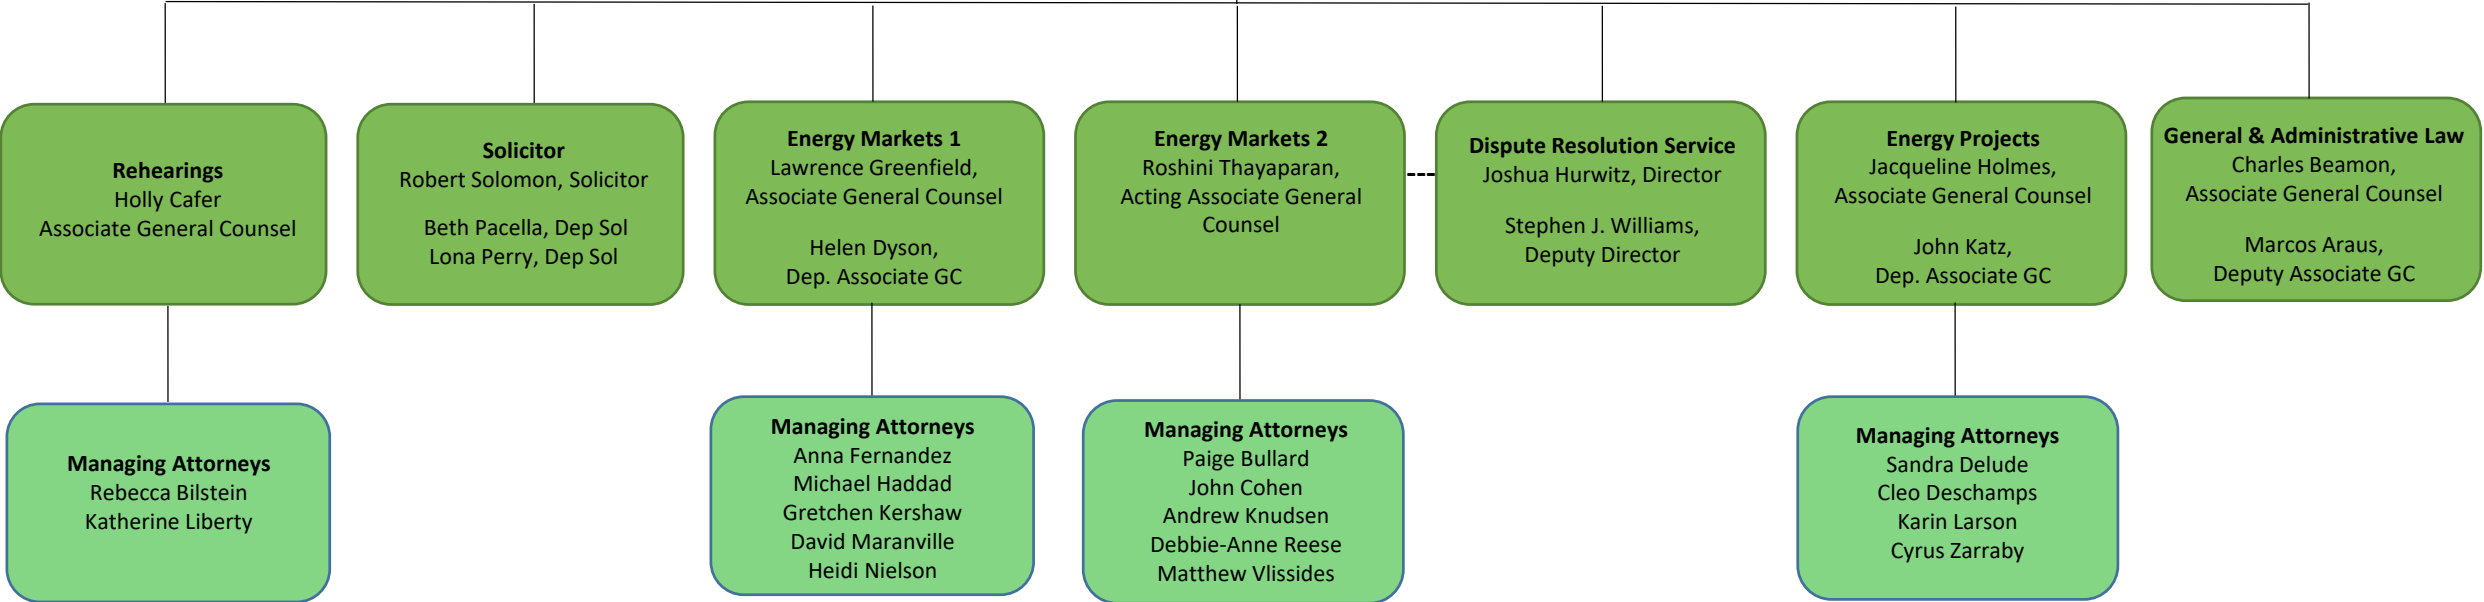 Rehearings
Holly Cafer
Associate General Counsel
Solicitor
Robert Solomon, Solicitor
Beth Pacella, Dep Sol
Lona Perry, Dep Sol
Energy Markets 1
Lawrence Greenfield,
Associate General Counsel
Helen Dyson,
Dep. Associate GC
Energy Markets 2
Roshini Thayaparan,
Acting Associate General
Counsel
Dispute Resolution Service
Joshua Hurwitz, Director
Stephen J. Williams,
Deputy Director
Energy Projects
Jacqueline Holmes,
Associate General Counsel
John Katz,
Dep. Associate GC
General & Administrative Law
Charles Beamon,
Associate General Counsel
Marcos Araus,
Deputy Associate GC
Managing Attorneys
Rebecca Bilstein
Katherine Liberty
Managing Attorneys
Anna Fernandez
Michael Haddad
Gretchen Kershaw
David Maranville
Heidi Nielson
Managing Attorneys
Paige Bullard
John Cohen
Andrew Knudsen
Debbie-Anne Reese
Matthew Vlissides
Managing Attorneys
Sandra Delude
Cleo Deschamps
Karin Larson
Cyrus Zarraby